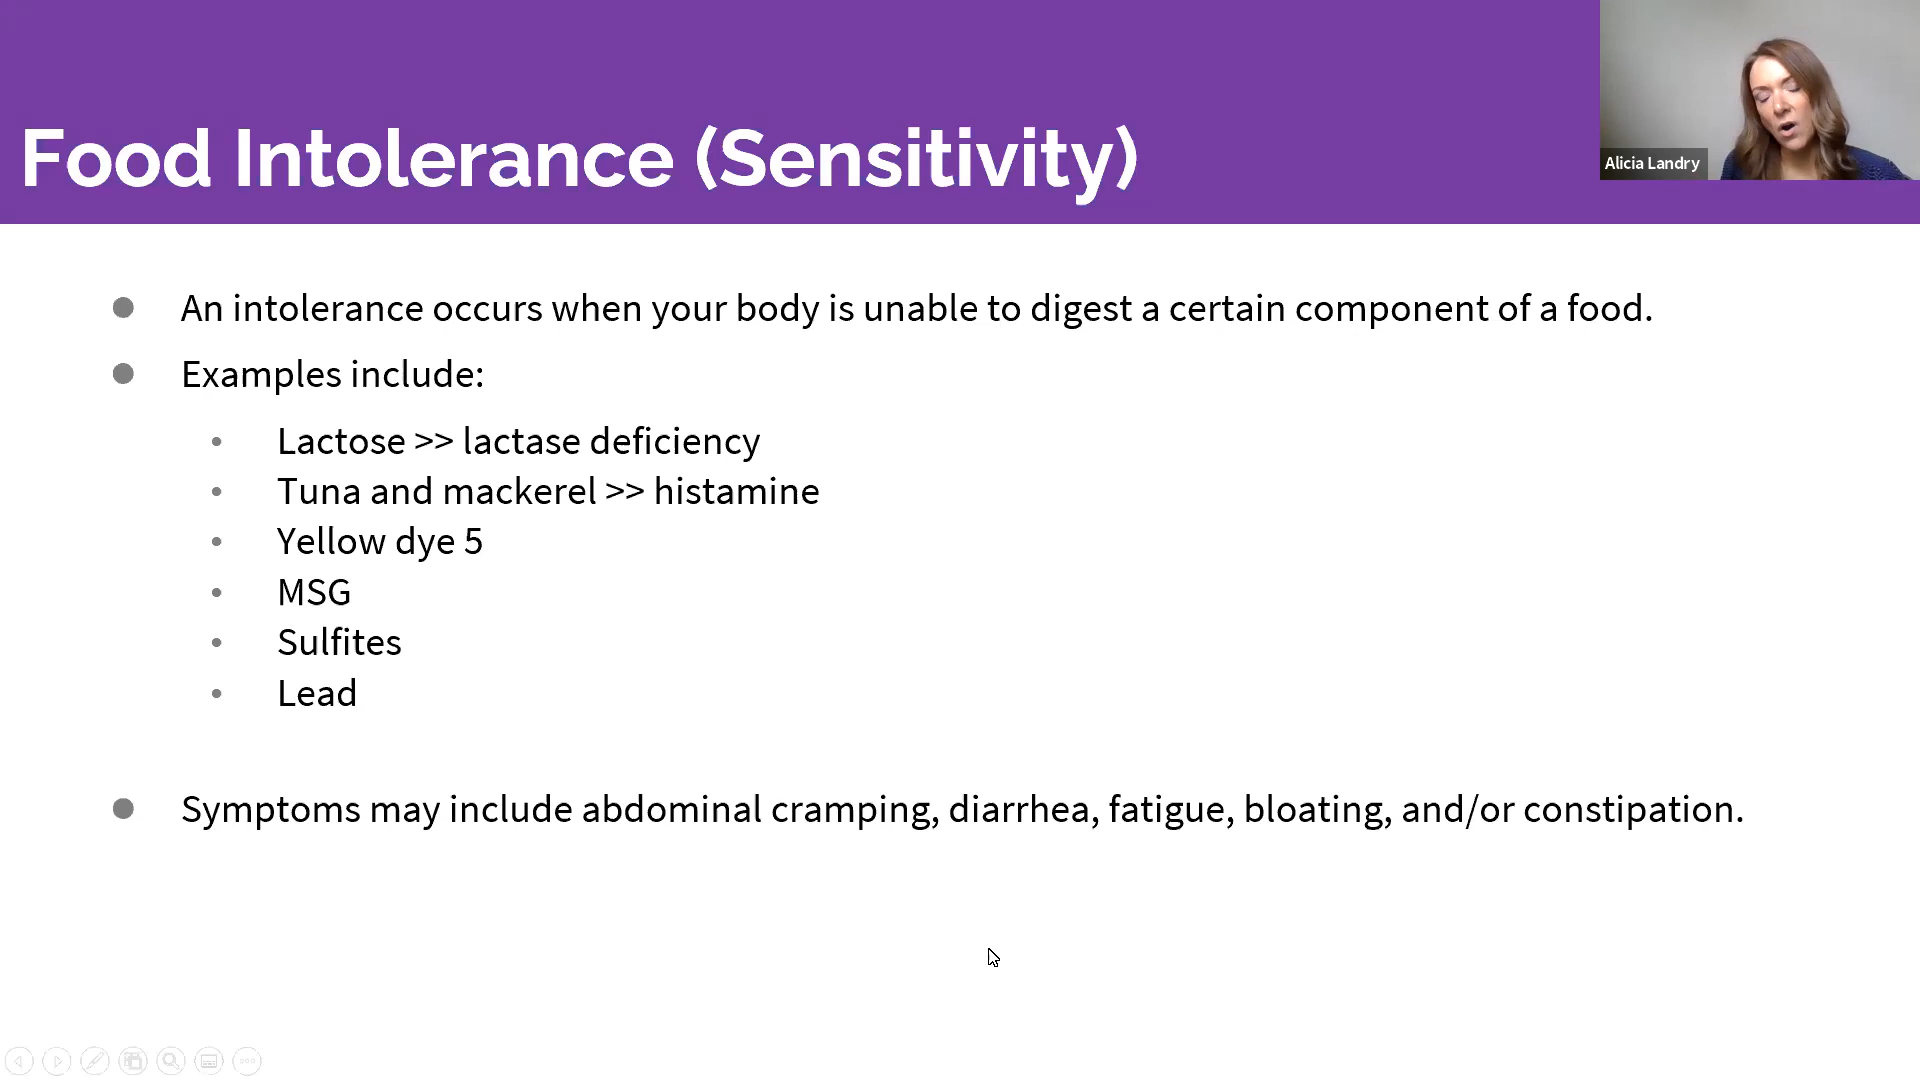 Food Intolerance (Sensitivity)
Alicia Landry
An intolerance occurs when your body is unable to digest a certain component of a food.
Examples include:
Lactose >> lactase deficiency
Tuna and mackerel >> histamine
Yellow dye 5
MSG
Sulfites
Lead
Symptoms may include abdominal cramping, diarrhea, fatigue, bloating, and/or constipation.